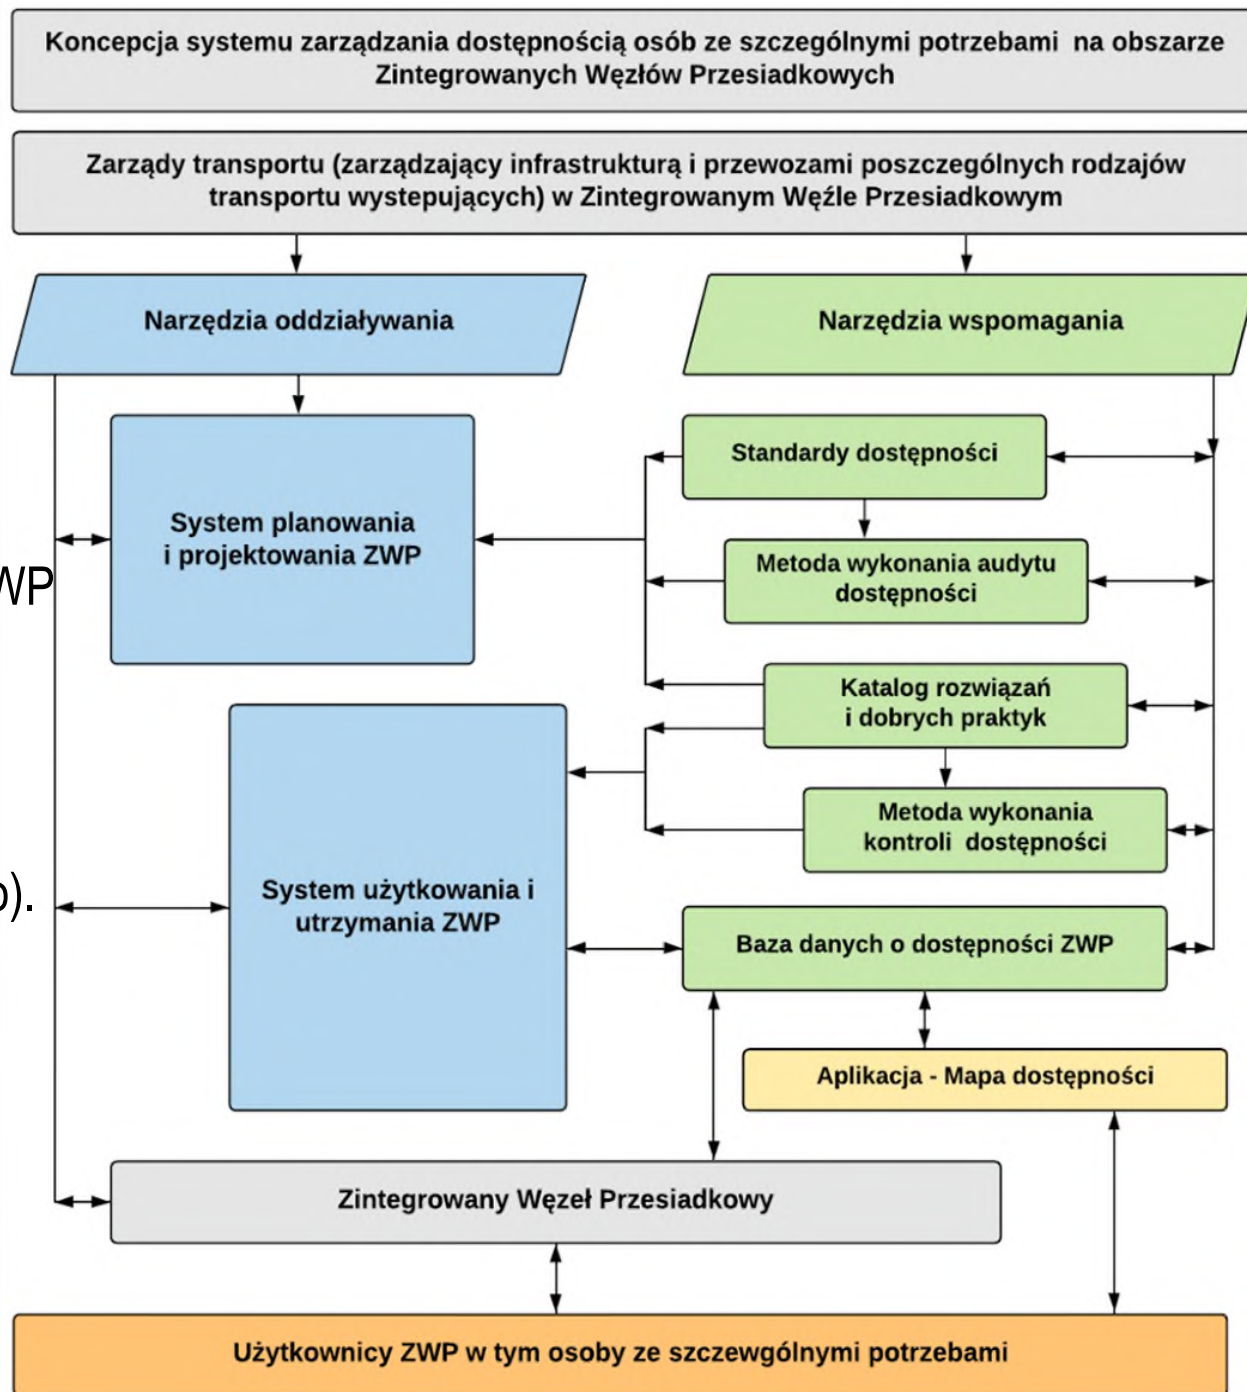 Koncepcja systemu zarządzania dostępnością osób ze szczególnymi potrzebami na obszarze
Zintegrowanych Węzłów Przesiadkowych
Zarządy transportu (zarządzający infrastrukturą i przewozami poszczególnych rodzajów
transportu wystepujących) w Zintegrowanym Węźle Przesiadkowym
Narzędzia oddziaływania
Narzędzia wspomagania
System planowania
i projektowania ZWP
Standardy dostępności
Metoda wykonania audytu
dostępności
WP
Katalog rozwiązań
i dobrych praktyk
Metoda wykonania
kontroli dostępności
System użytkowania i
utrzymania ZWP
).
Baza danych o dostępności ZWP
Aplikacja - Mapa dostępności
Zintegrowany Węzeł Przesiadkowy
Użytkownicy ZWP w tym osoby ze szczewgólnymi potrzebami